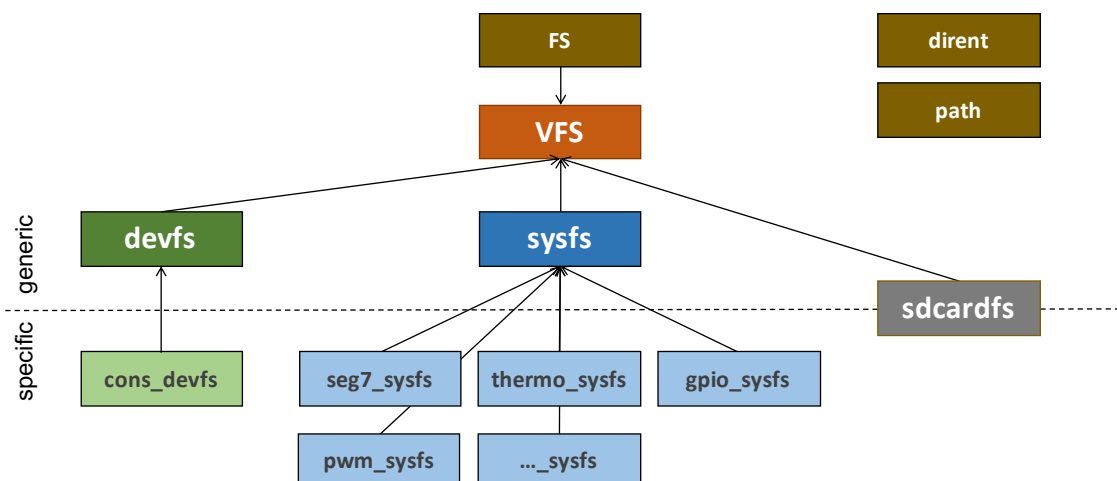 FS
dirent
path
VFS
generic
devfs
sysfs
sdcardfs
specific
cons_devfs
seg7_sysfs
thermo_sysfs
gpio_sysfs
pwm_sysfs
..._sysfs